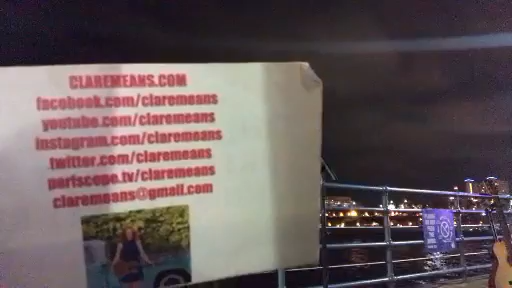 CLAREMEANS.COM
facebook.com/claremeans
youtube.com/claremeans
instagram.com/claremeans
twitter.com/claremeans
periscope.tv/claremeans
claremeans@gmail.com